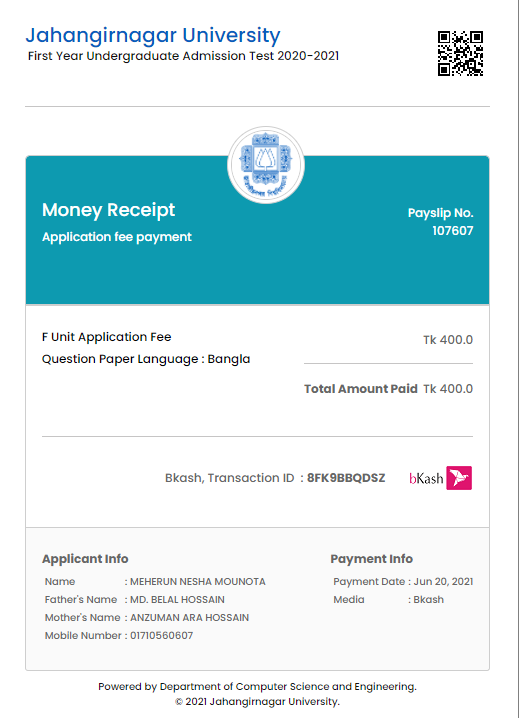 Jahangirnagar University
First Year Undergraduate Admission Test 2020-2021
Money Receipt
Application fee payment
Payslip No.
107607
F Unit Application Fee Tk 400.0
Question Paper Language : Bangla
Total Amount Paid Tk 400.0
Bkash, Transaction ID : 8FK9BBQDSZ bKash
Applicant Info
Name : MEHERUN NESHA MOUNOTA
Father's Name : MD. BELAL HOSSAIN
Mother's Name : ANZUMAN ARA HOSSAIN
Mobile Number : 01710560607
Payment Info
Payment Date : Jun 20, 2021
Media : Bkash
Powered by Department of Computer Science and Engineering.
© 2021 Jahangirnagar University.